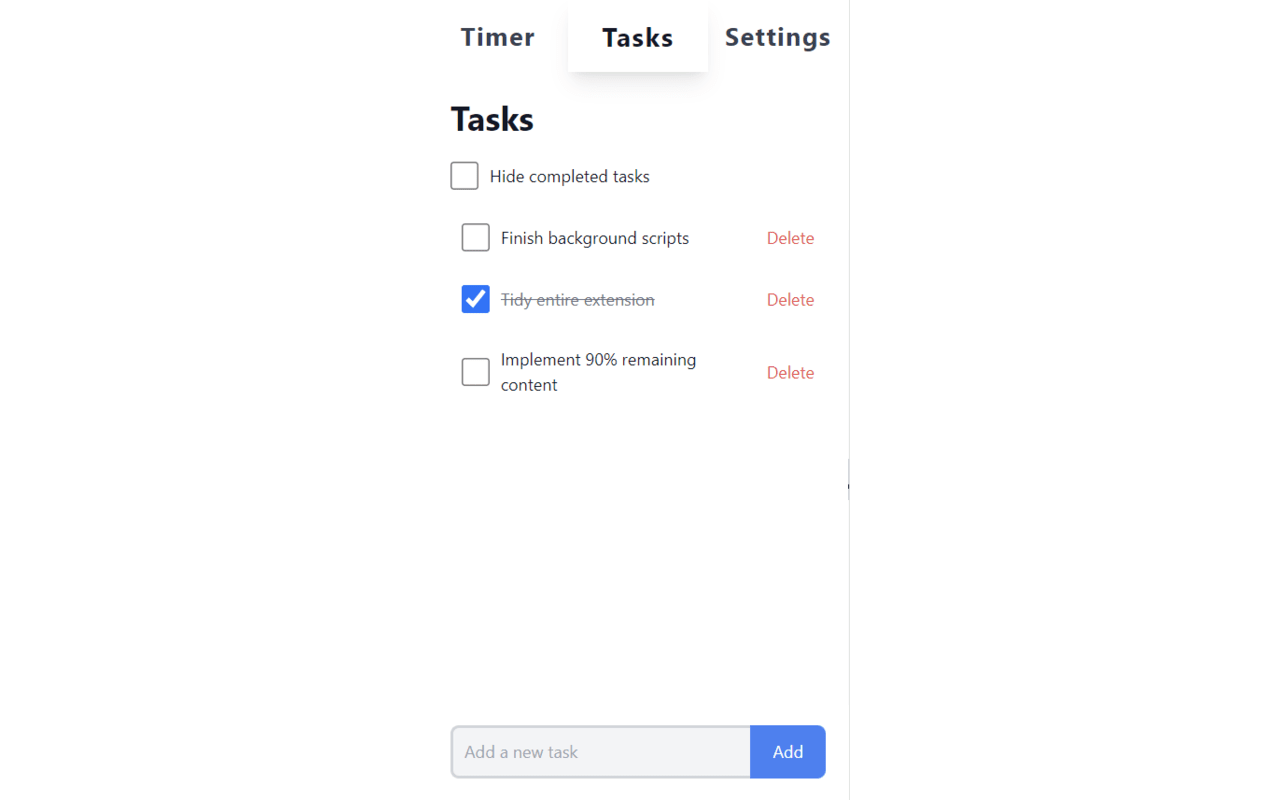 Timer Tasks Settings
Tasks
Hide completed tasks
Finish background scripts Delete
Tidy entire extension Delete
Implement 90% remaining
content
Delete
Add a new task Add